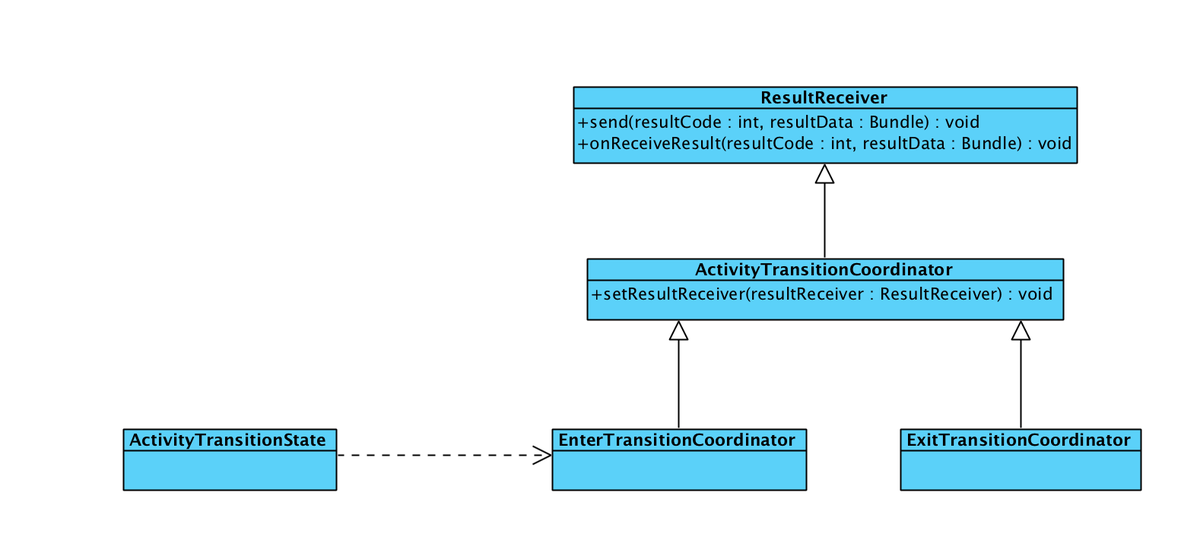 ResultReceiver
+send(resultCode : int, resultData : Bundle) : void
+onReceiveResult(resultCode : int, resultData : Bundle) : void
ActivityTransitionCoordinator
+setResultReceiver(resultReceiver : ResultReceiver) : void
ActivityTransitionState
EnterTransitionCoordinator
ExitTransitionCoordinator